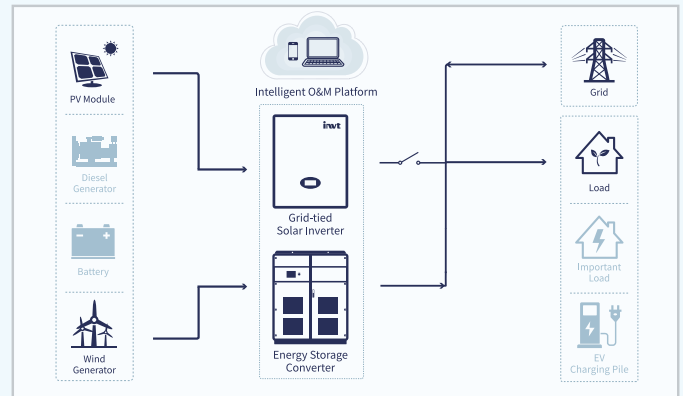 PV Module
Diesel
Generator
Battery
Wind
Generator
Intelligent O&M Platform
invt
Grid-tied
Solar Inverter
Energy Storage
Converter
Grid
Load
Important
Load
EV
Charging Pile